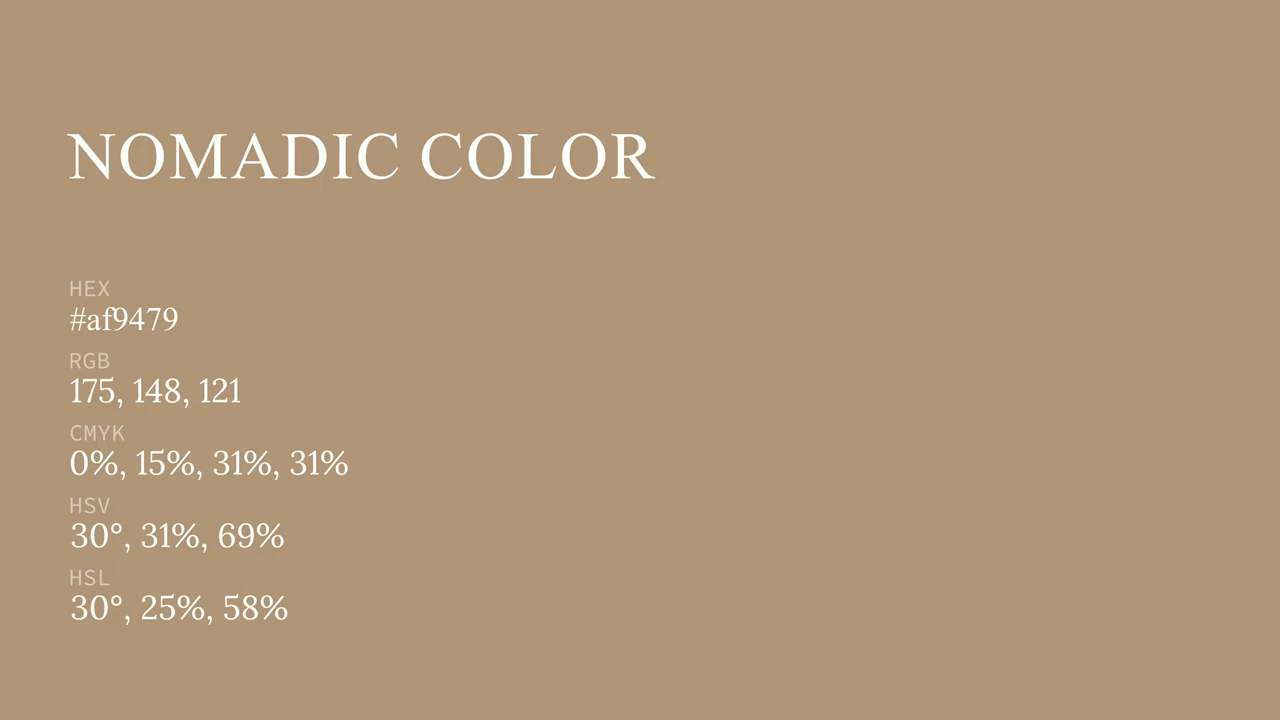 NOMADIC COLOR
HEX
#af9479
RGB
175, 148, 121
CMYK
0%, 15%, 31%, 31%
HSV
30°, 31%, 69%
HSL
30°, 25%, 58%